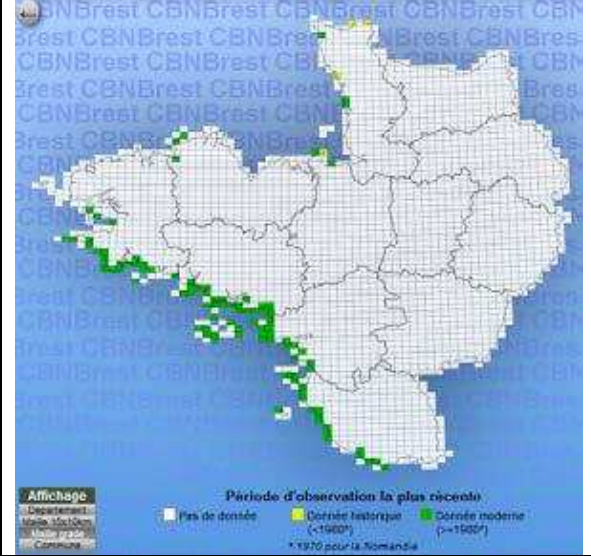 CBNBrest CBNBrest CBNBrest CBN
Affichage
Département
Maille 10x10km
Maille grade
Commune
Période d'observation la plus récente
Pas de donnée
Donnée historique
(<1980*)
Donnée moderne
(>=1980*)
* 1970 pour la Normandie